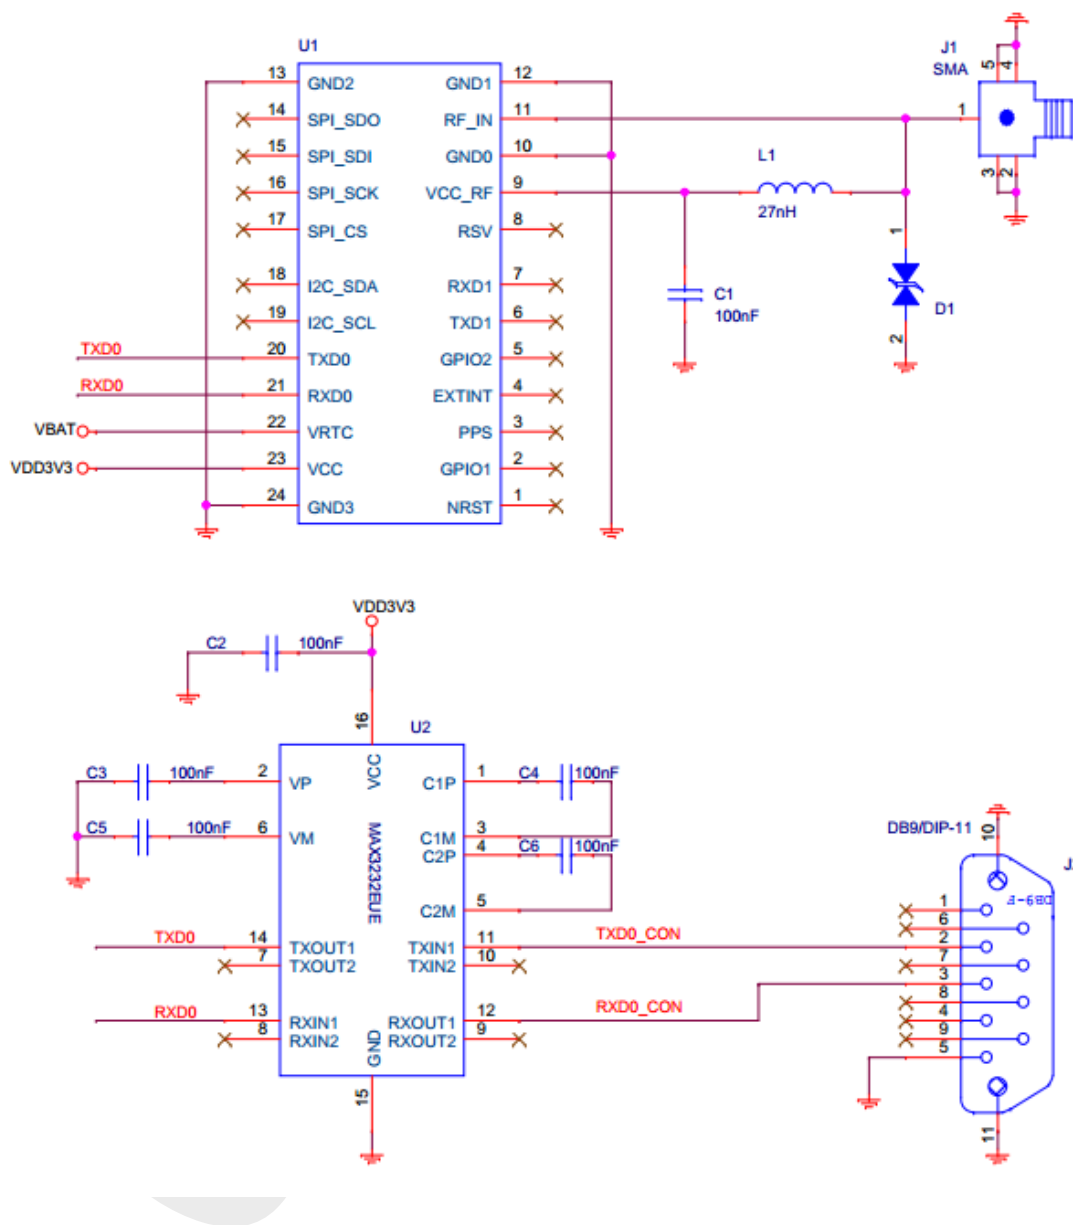 U1
J1
SMA
13 GND2 GND1 12
14 SPI_SDO RF_IN 11
15 SPI_SDI GND0 10
16 SPI_SCK VCC_RF 9
17 SPI_CS RSV 8
18 I2C_SDA RXD1 7
19 I2C_SCL TXD1 6
TXD0 20 TXD0 GPIO2 5
RXD0 21 RXD0 EXTINT 4
VBAT 22 VRTC PPS 3
VDD3V3 23 VCC GPIO1 2
24 GND3 NRST 1
5 4
1
3 2
L1
27nH
C1
100nF
1
D1
2
VDD3V3
C2 100nF
16
U2
VCC
MAX3232EUE
GND
15
C3 100nF 2 VP C1P 1 C4 100nF
C5 100nF 6 VM C1M 3
C2P 4 C6 100nF
C2M 5
TXD0 14 TXOUT1 TXIN1 11 TXD0_CON
7 TXOUT2 TXIN2 10
RXD0 13 RXIN1 RXOUT1 12 RXD0_CON
8 RXIN2 RXOUT2 9
DB9/DIP-11
10
DB9-F
1
6
2
7
3
8
4
9
5
11